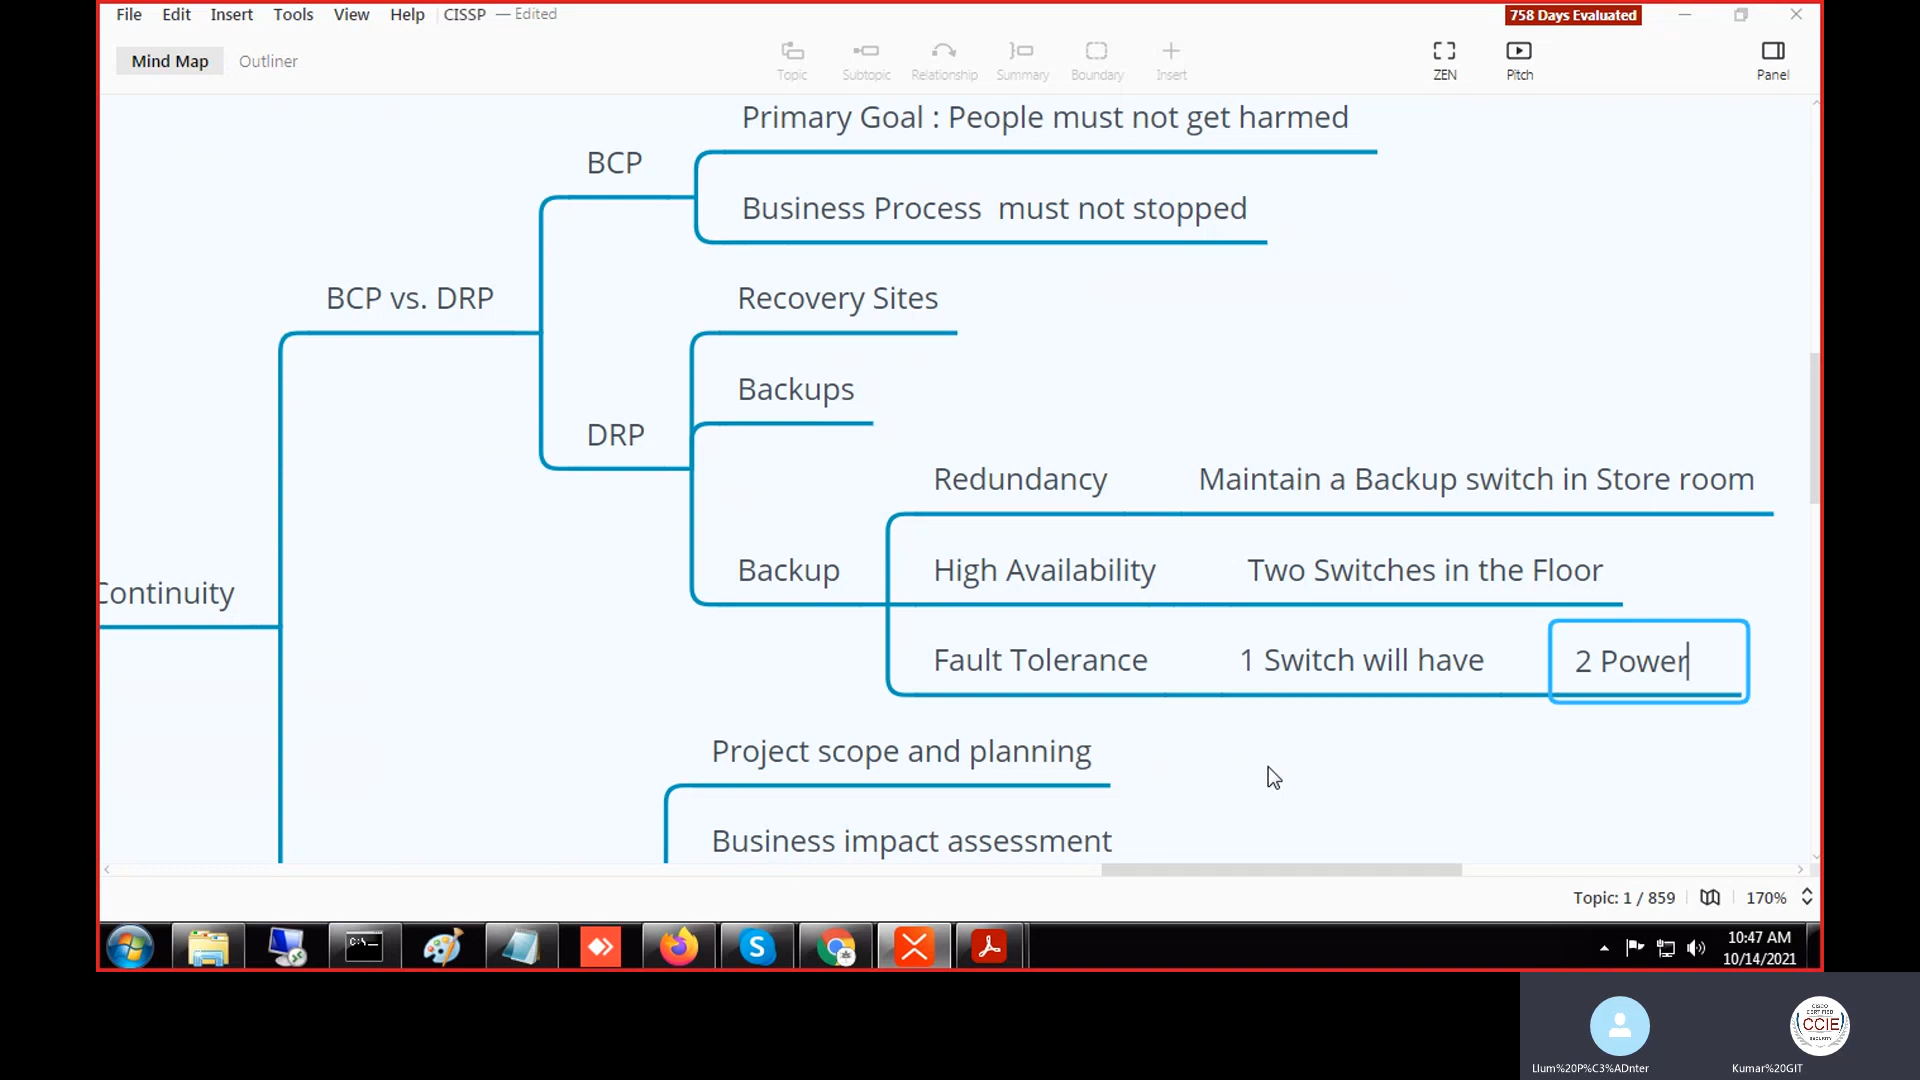 File Edit Insert Tools View Help CISSP — Edited
758 Days Evaluated
Mind Map Outliner
Topic Subtopic Relationship Summary Boundary Insert
ZEN Pitch Panel
Primary Goal : People must not get harmed
BCP
Business Process must not stopped
BCP vs. DRP
Recovery Sites
Backups
DRP
Redundancy Maintain a Backup switch in Store room
Backup High Availability Two Switches in the Floor
Continuity
Fault Tolerance 1 Switch will have 2 Power
Project scope and planning
Business impact assessment
Topic: 1 / 859 170%
C:\
10:47 AM
10/14/2021
CISCO
CERTIFIED
CCIE
SECURITY
Llum%20P%C3%ADnter Kumar%20GIT